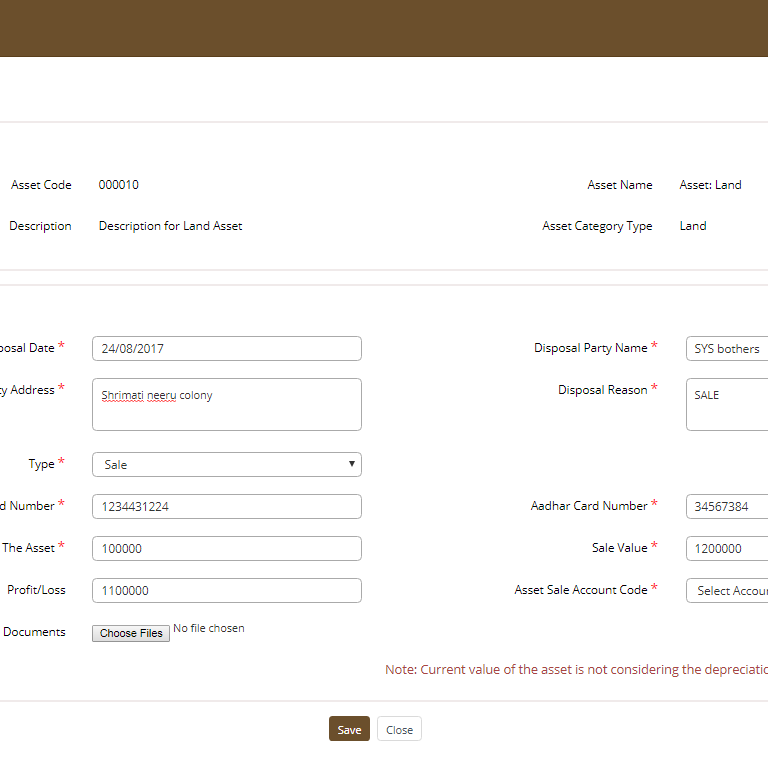 Asset Code 000010 Asset Name Asset: Land
Description Description for Land Asset Asset Category Type Land
posal Date * 24/08/2017 Disposal Party Name * SYS bothers
ty Address * Shrimati neeru colony Disposal Reason * SALE
Type * Sale
d Number * 1234431224 Aadhar Card Number * 34567384
The Asset * 100000 Sale Value * 1200000
Profit/Loss 1100000 Asset Sale Account Code * Select Accou
Documents Choose Files No file chosen
Note: Current value of the asset is not considering the depreciatio
Save Close